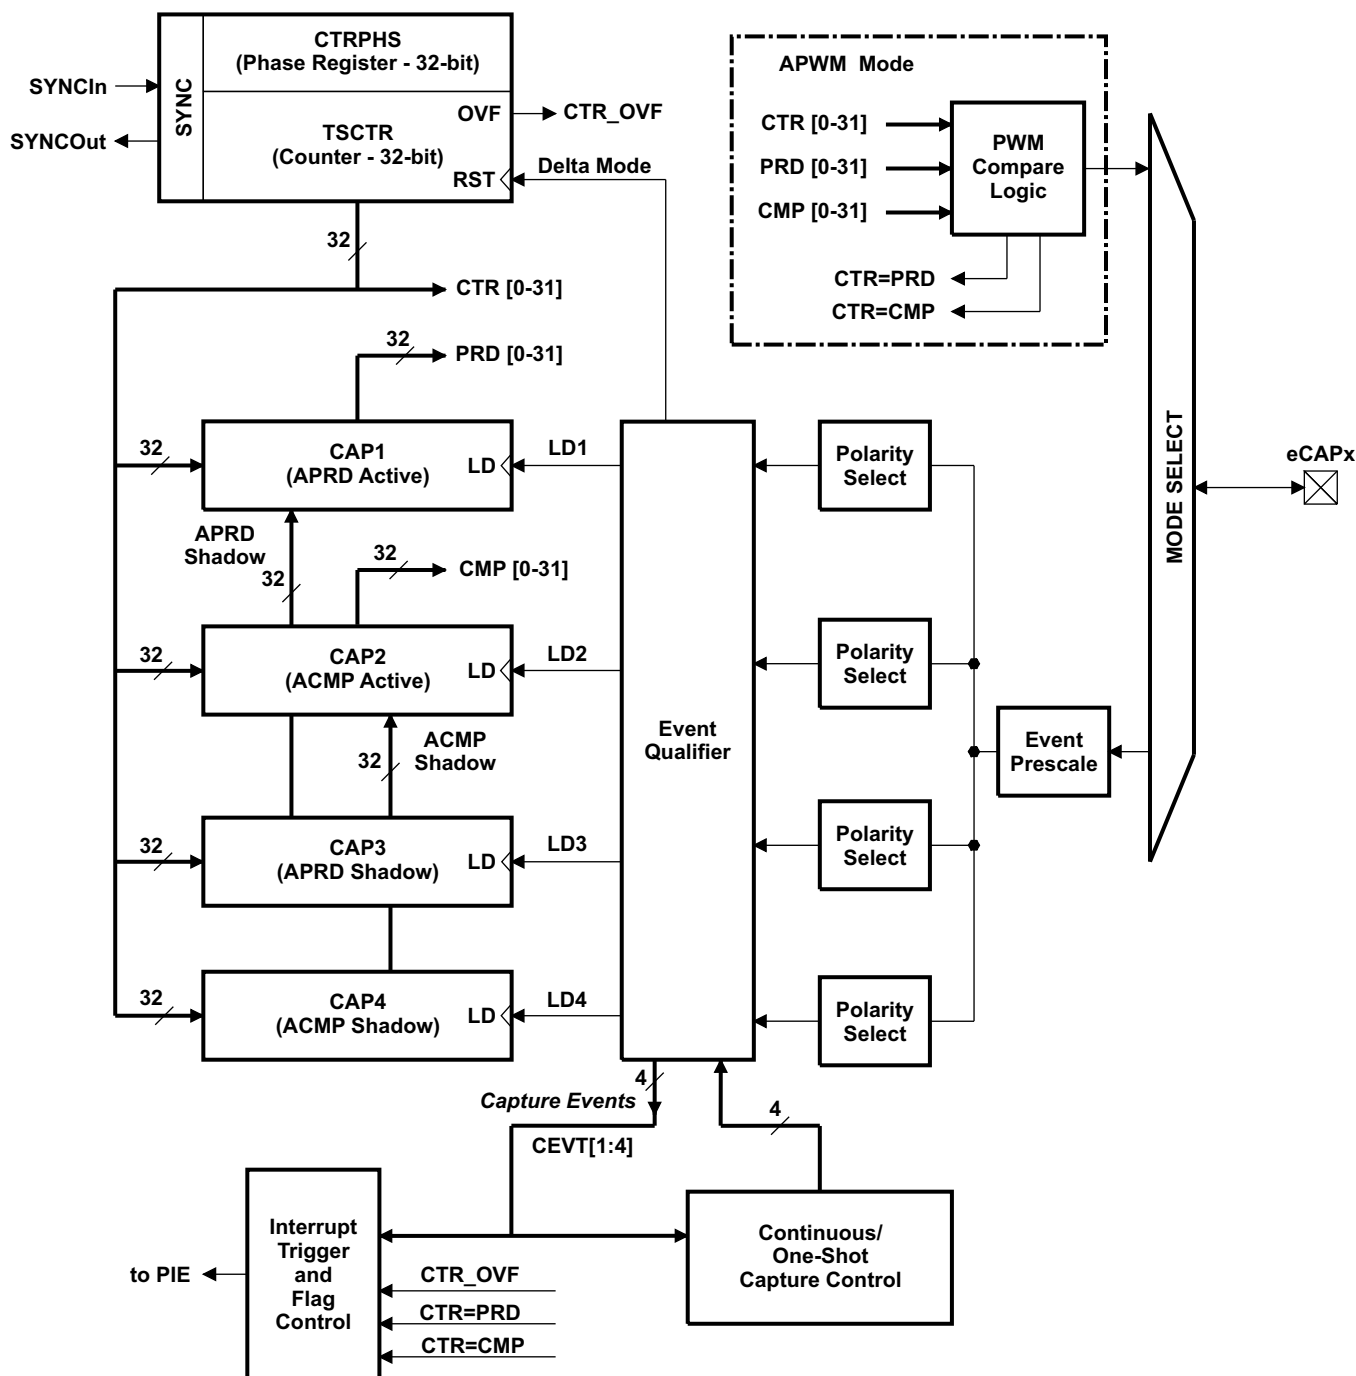 CTRPHS
(Phase Register - 32-bit)
SYNC
SYNCIn
SYNCOut
OVF
CTR_OVF
TSCTR
(Counter - 32-bit)
RST
Delta Mode
32
CTR [0-31]
PRD [0-31]
32
APWM Mode
CTR [0-31]
PRD [0-31]
CMP [0-31]
PWM
Compare
Logic
CTR=PRD
CTR=CMP
MODE SELECT
eCAPx
32
CAP1
(APRD Active)
LD
LD1
Polarity
Select
APRD
Shadow
32
32
CMP [0-31]
32
CAP2
(ACMP Active)
LD
LD2
Polarity
Select
Event
Qualifier
ACMP
Shadow
32
Event
Prescale
32
CAP3
(APRD Shadow)
LD
LD3
Polarity
Select
32
CAP4
(ACMP Shadow)
LD
LD4
Polarity
Select
4
Capture Events
CEVT[1:4]
4
Interrupt
Trigger
and
Flag
Control
to PIE
CTR_OVF
CTR=PRD
CTR=CMP
Continuous/
One-Shot
Capture Control